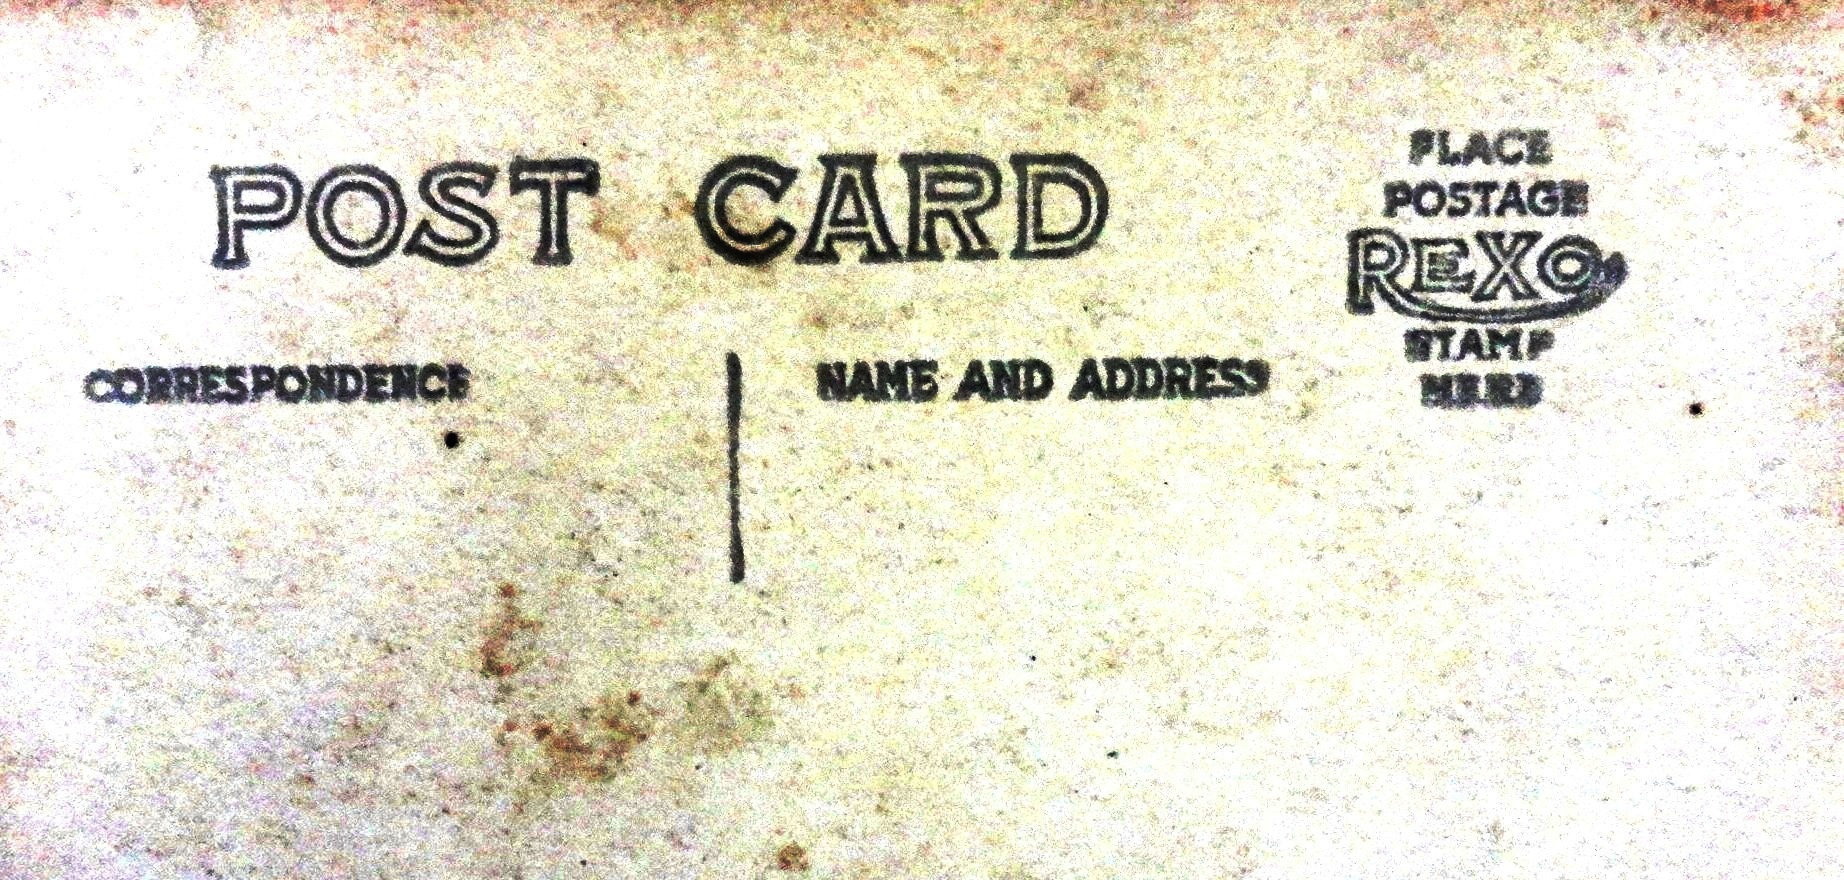 POST CARD
PLACE
POSTAGE
REXO
STAMP
HERE
CORRESPONDENCE
NAME AND ADDRESS